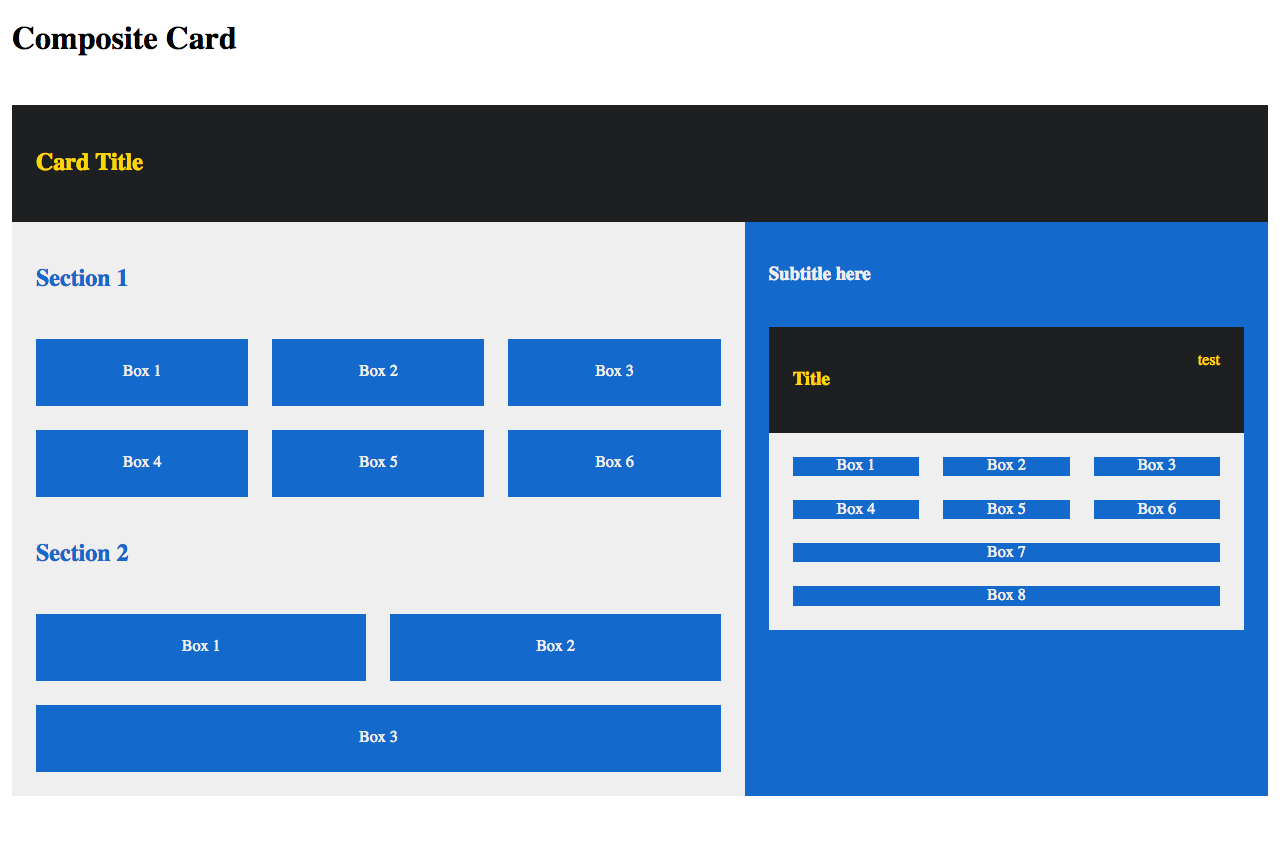 Composite Card
Card Title
Section 1
Box 1
Box 2
Box 3
Box 4
Box 5
Box 6
Section 2
Box 1
Box 2
Box 3
Subtitle here
Title
test
Box 1
Box 2
Box 3
Box 4
Box 5
Box 6
Box 7
Box 8